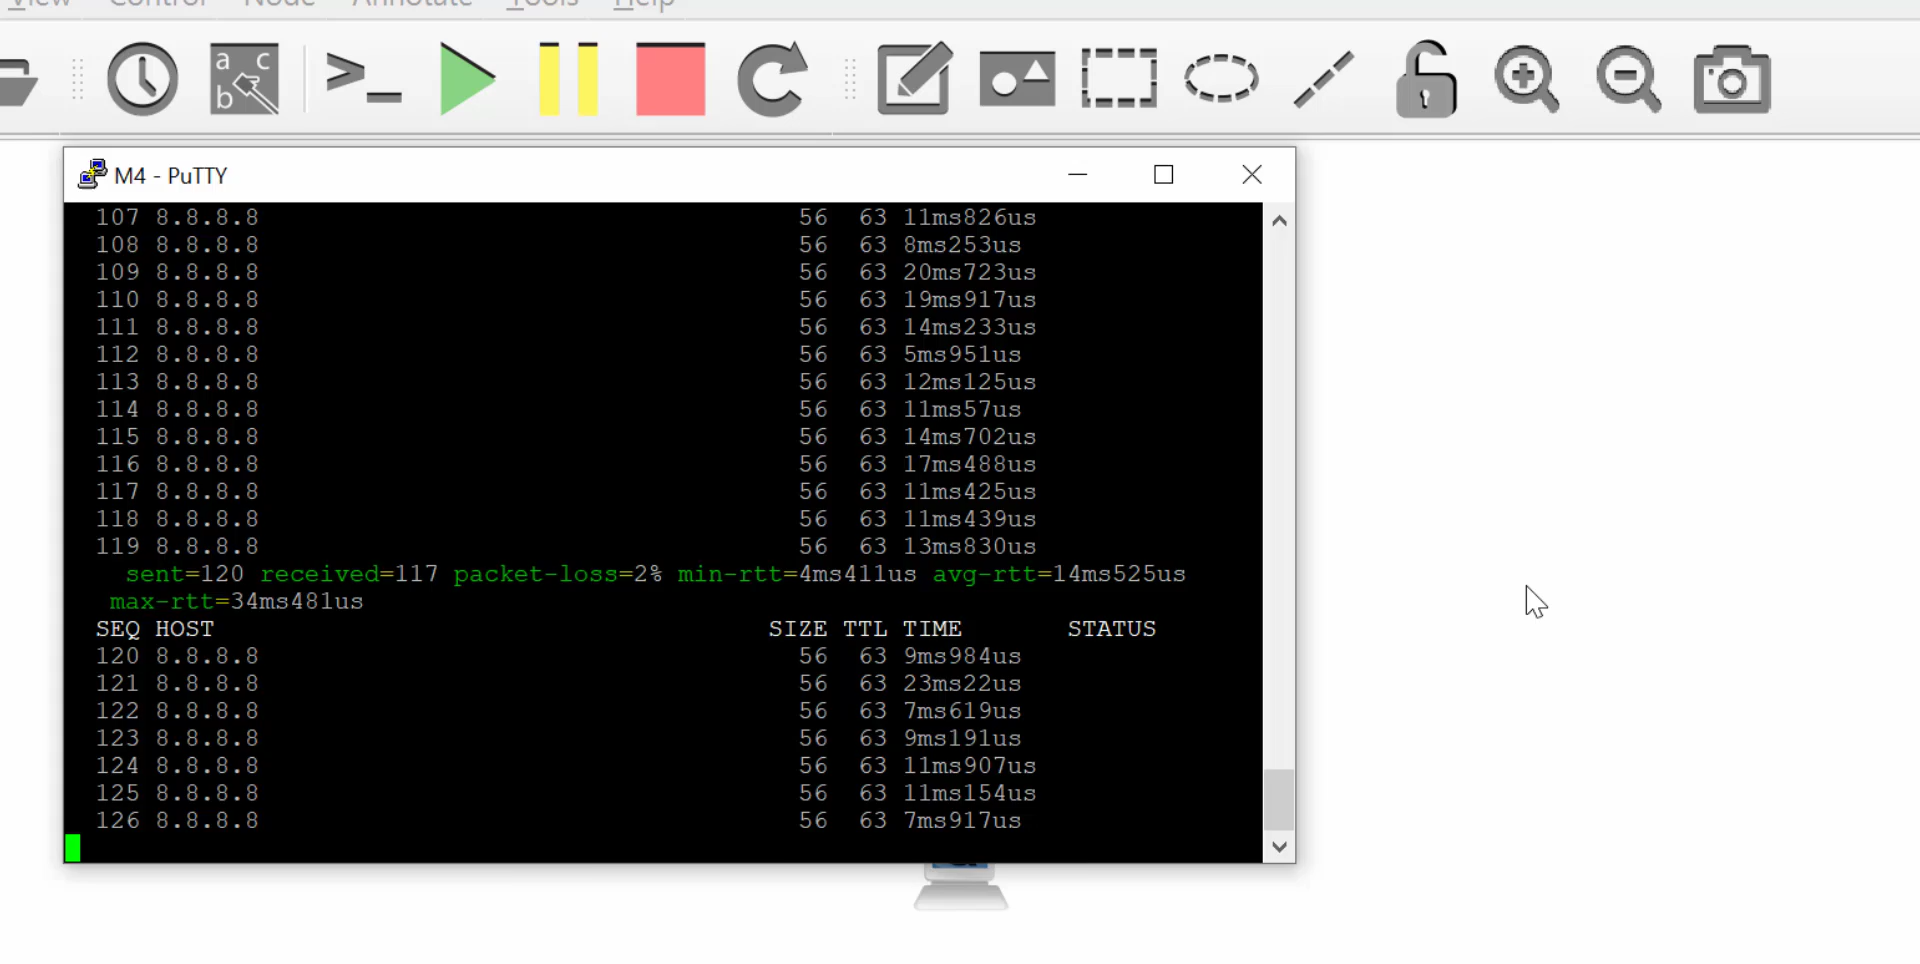 View Control Node Annotate Tools Help
a c
b
M4 - PuTTY
107 8.8.8.8 56 63 11ms826us
108 8.8.8.8 56 63 8ms253us
109 8.8.8.8 56 63 20ms723us
110 8.8.8.8 56 63 19ms917us
111 8.8.8.8 56 63 14ms233us
112 8.8.8.8 56 63 5ms951us
113 8.8.8.8 56 63 12ms125us
114 8.8.8.8 56 63 11ms57us
115 8.8.8.8 56 63 14ms702us
116 8.8.8.8 56 63 17ms488us
117 8.8.8.8 56 63 11ms425us
118 8.8.8.8 56 63 11ms439us
119 8.8.8.8 56 63 13ms830us
sent=120 received=117 packet-loss=2% min-rtt=4ms411us avg-rtt=14ms525us
max-rtt=34ms481us
SEQ HOST SIZE TTL TIME STATUS
120 8.8.8.8 56 63 9ms984us
121 8.8.8.8 56 63 23ms22us
122 8.8.8.8 56 63 7ms619us
123 8.8.8.8 56 63 9ms191us
124 8.8.8.8 56 63 11ms907us
125 8.8.8.8 56 63 11ms154us
126 8.8.8.8 56 63 7ms917us